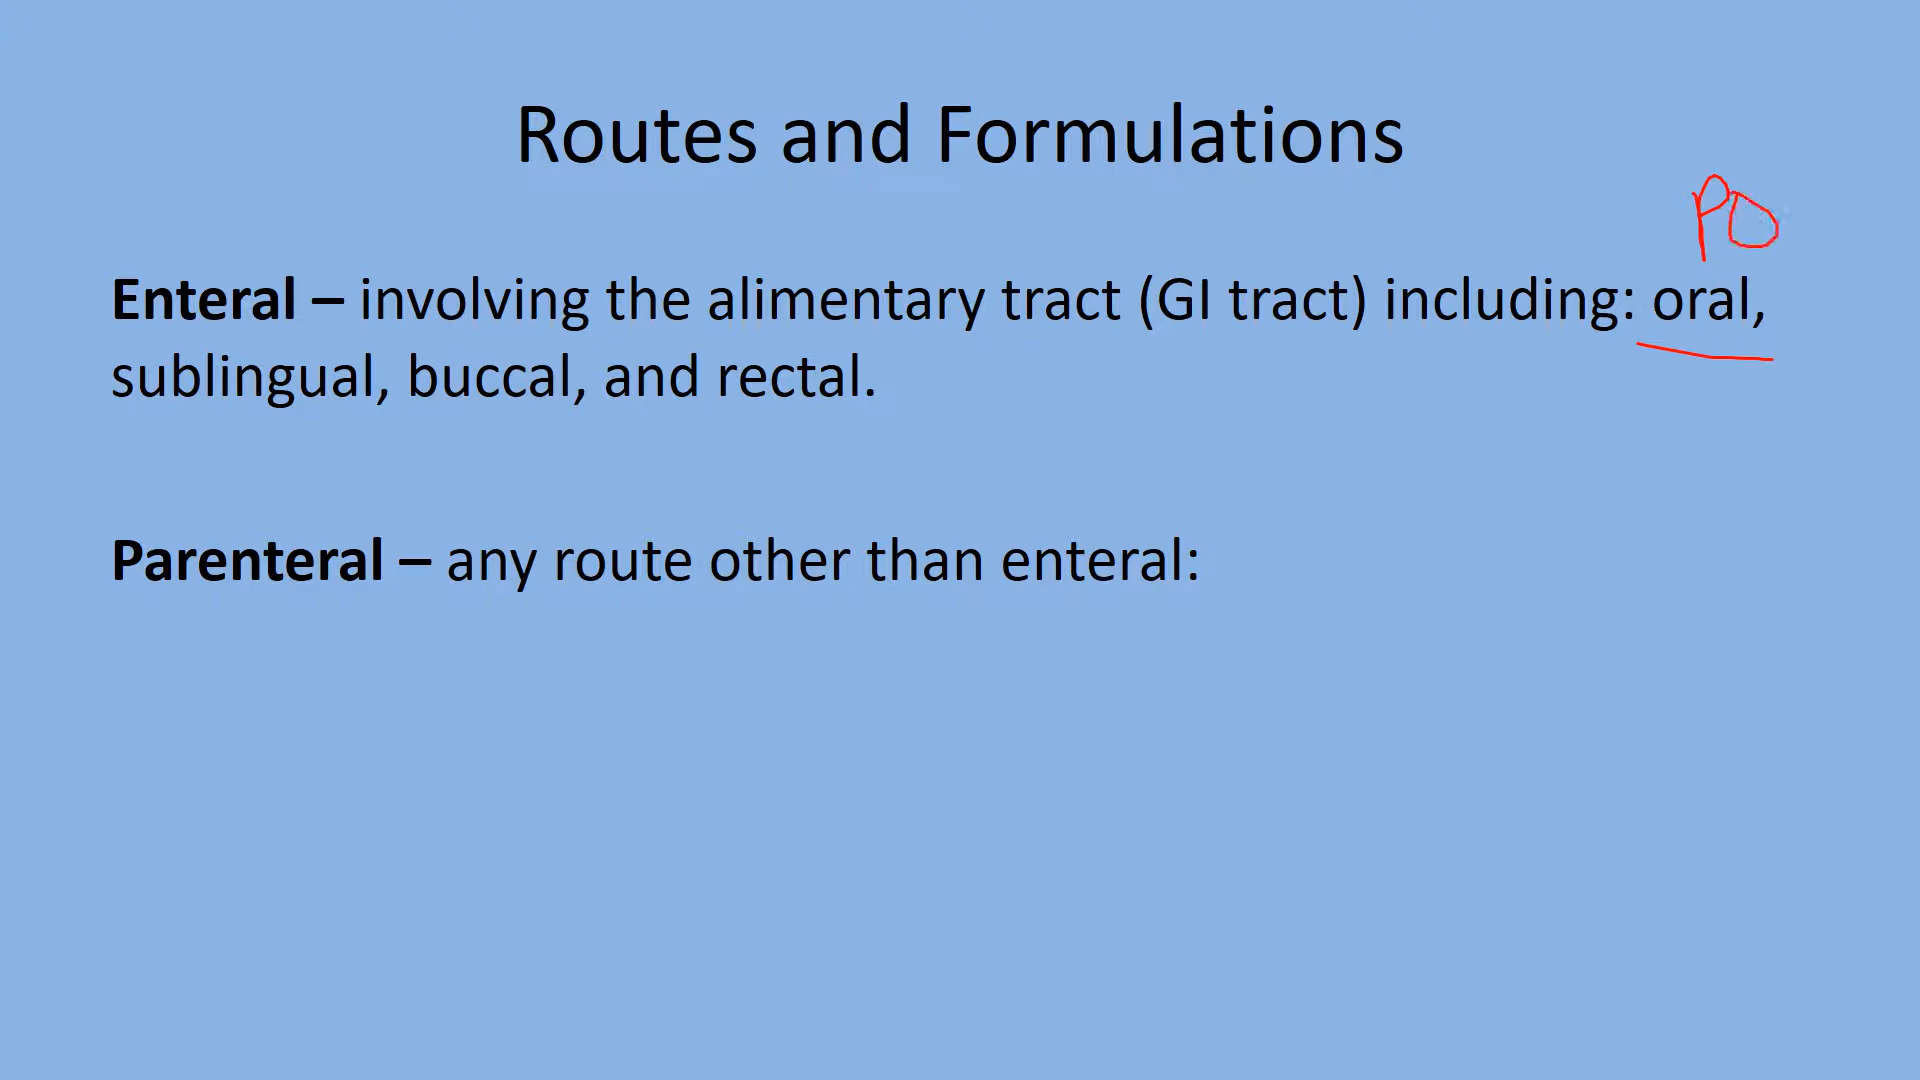 Routes and Formulations
PO
Enteral – involving the alimentary tract (GI tract) including: oral,
sublingual, buccal, and rectal.
Parenteral – any route other than enteral: